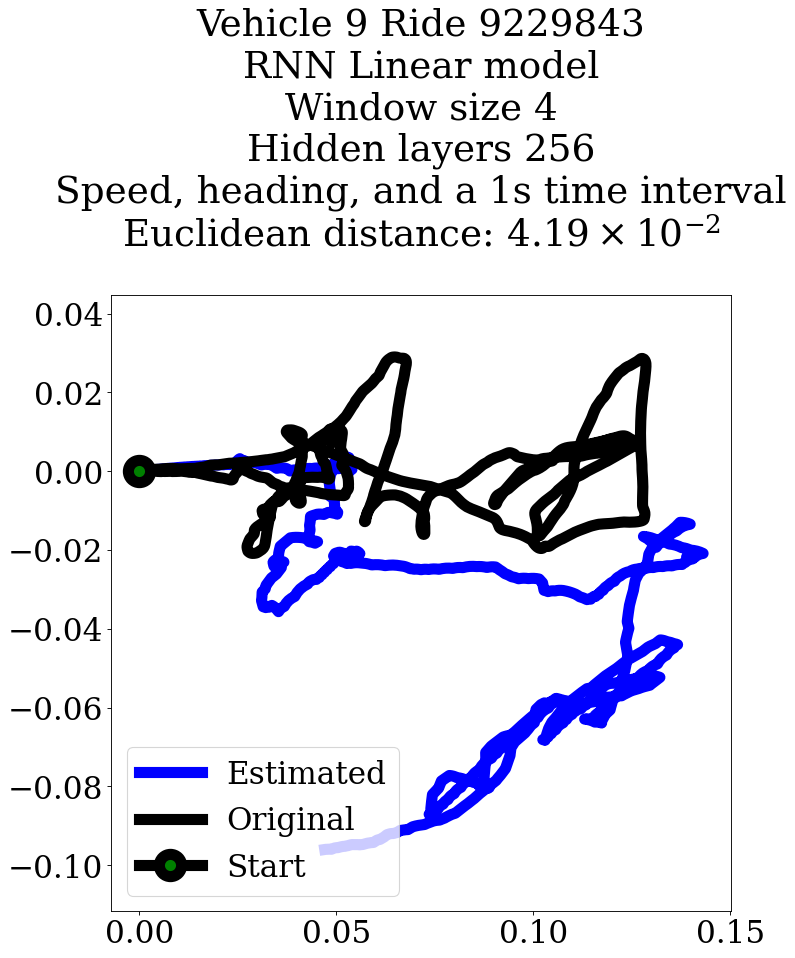 Vehicle 9 Ride 9229843
RNN Linear model
Window size 4
Hidden layers 256
Speed, heading, and a 1s time interval
Euclidean distance: 4.19 × 10⁻²
0.04
0.02
0.00
−0.02
−0.04
−0.06
−0.08
−0.10
Estimated
Original
Start
0.00 0.05 0.10 0.15